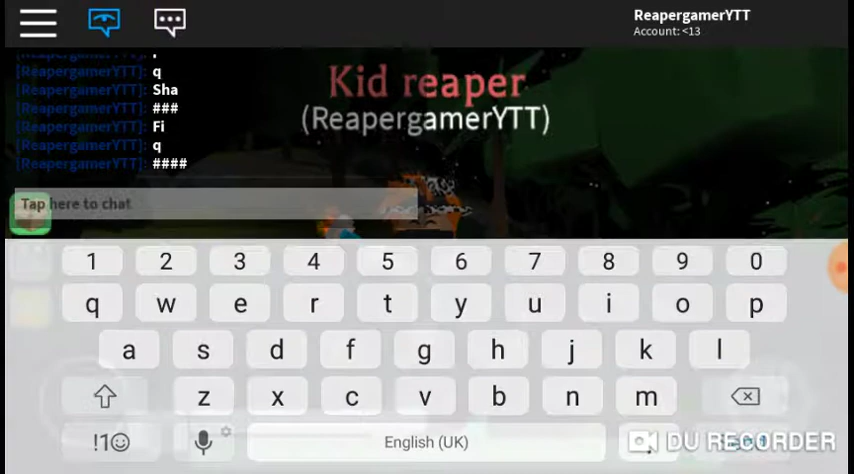 ReapergamerYTT
Account: <13
[ReapergamerYTT]: q
[ReapergamerYTT]: Sha
[ReapergamerYTT]: ###
[ReapergamerYTT]: Fi
[ReapergamerYTT]: q
[ReapergamerYTT]: ####
Kid reaper
(ReapergamerYTT)
Tap here to chat
1 2 3 4 5 6 7 8 9 0
q w e r t y u i o p
a s d f g h j k l
z x c v b n m
!1☺ English (UK) .
DU RECORDER